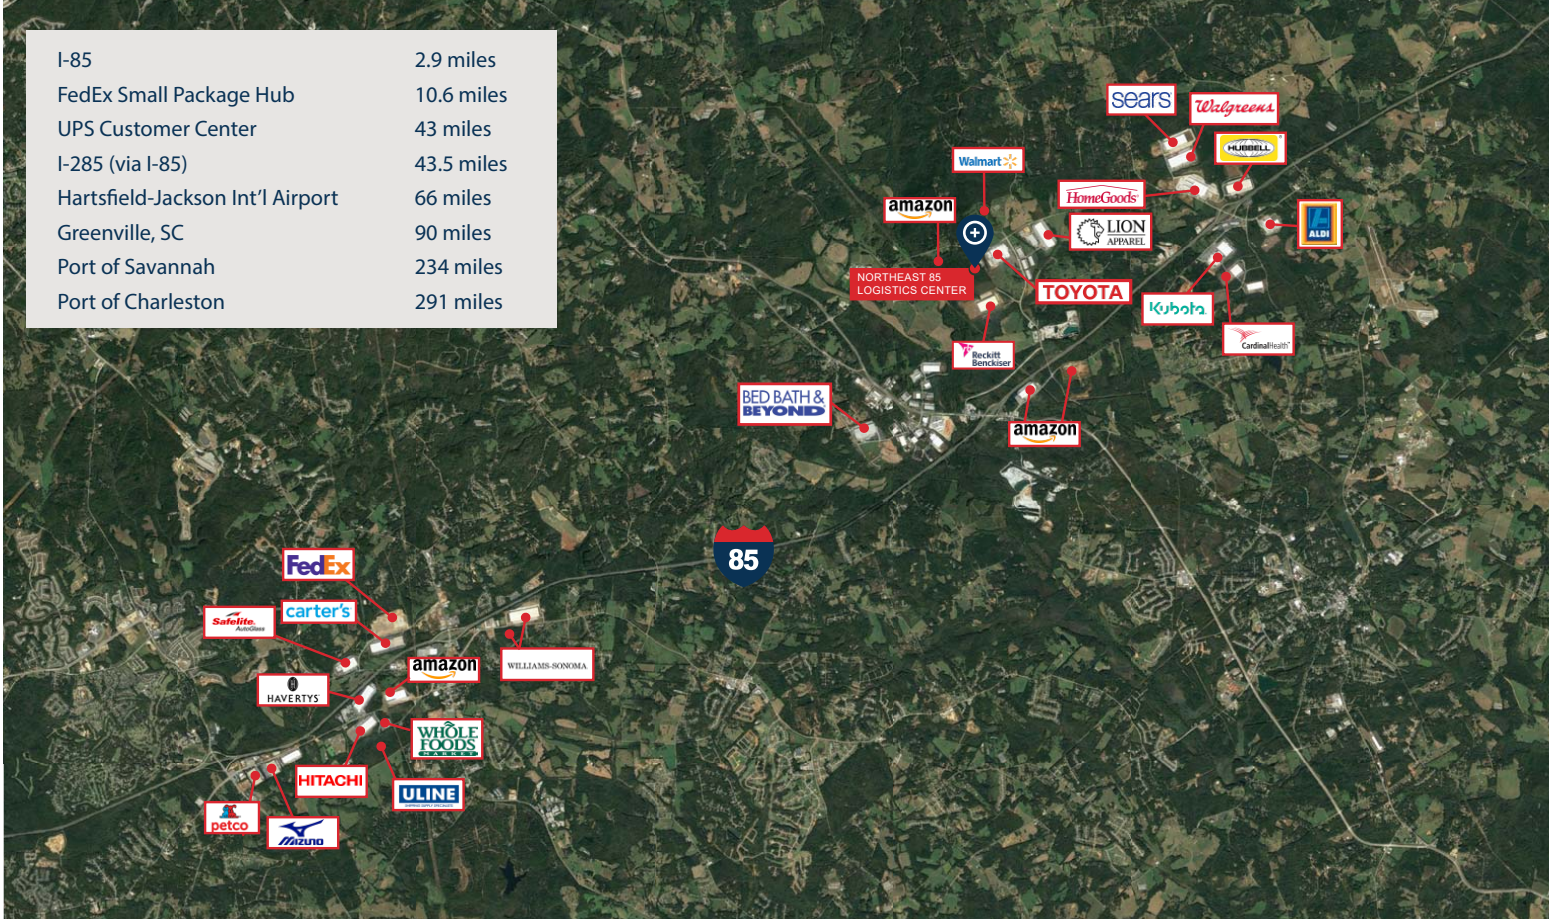 I-85 2.9 miles
FedEx Small Package Hub 10.6 miles
UPS Customer Center 43 miles
I-285 (via I-85) 43.5 miles
Hartsfield-Jackson Int'l Airport 66 miles
Greenville, SC 90 miles
Port of Savannah 234 miles
Port of Charleston 291 miles
sears
Walgreens
HUBBELL
Walmart
HomeGoods
amazon
LION
APPAREL
ALDI
NORTHEAST 85
LOGISTICS CENTER
TOYOTA
Kubota
CardinalHealth
Reckitt
Benckiser
BED BATH &
BEYOND
amazon
85
FedEx
carter's
Safelite.
AutoGlass
amazon
WILLIAMS-SONOMA
HAVERTYS
WHOLE
FOODS
MARKET
HITACHI
ULINE
petco
MIZUNO